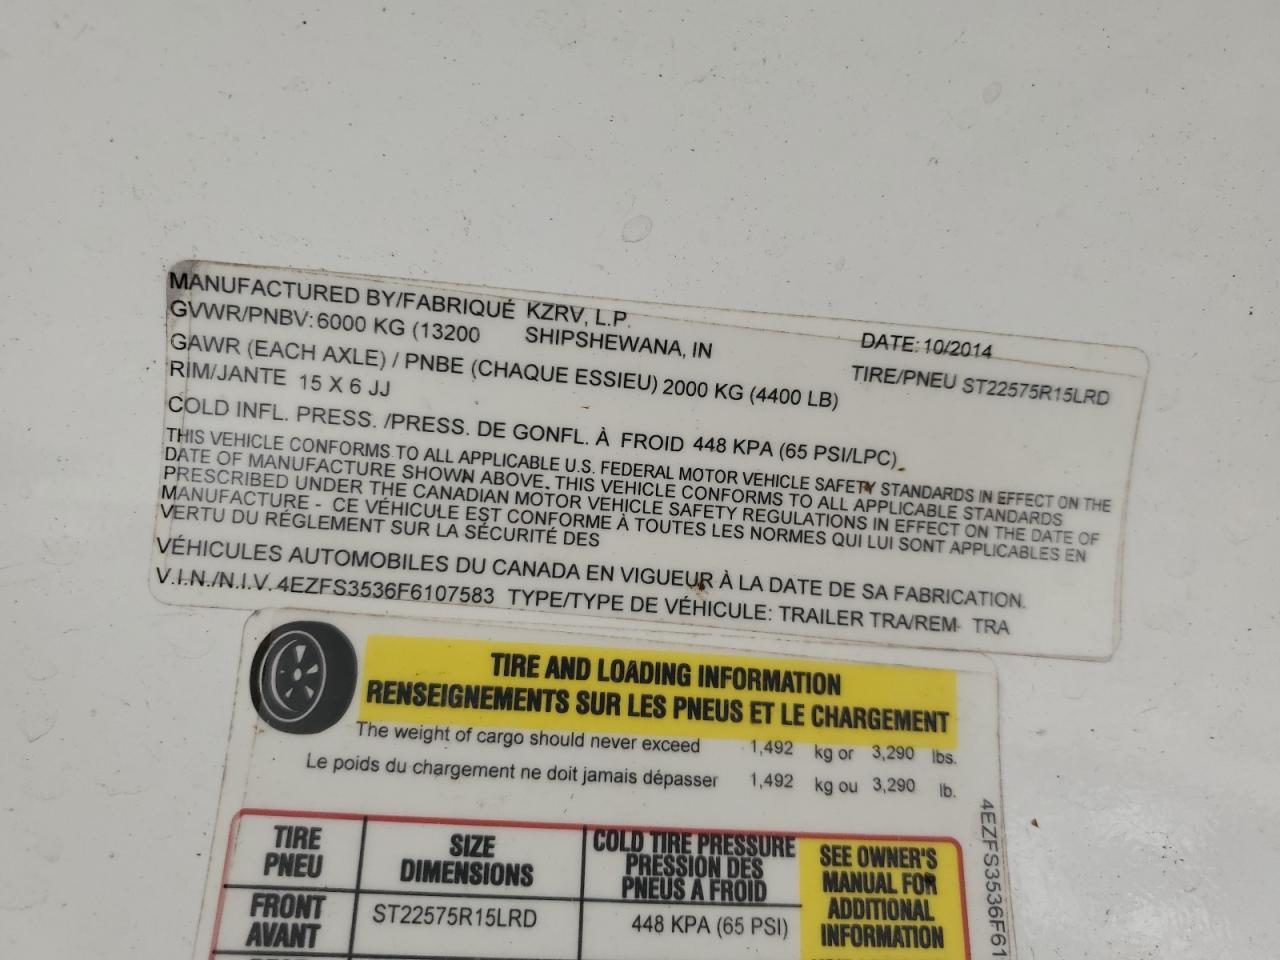 MANUFACTURED BY/FABRIQUÉ KZRV, L.P.
SHIPSHEWANA, IN
DATE: 10/2014
GVWR/PNBV: 6000 KG (13200
GAWR (EACH AXLE) / PNBE (CHAQUE ESSIEU) 2000 KG (4400 LB)
TIRE/PNEU ST22575R15LRD
RIM/JANTE 15 X 6 JJ
COLD INFL. PRESS. /PRESS. DE GONFL. À FROID 448 KPA (65 PSI/LPC)
THIS VEHICLE CONFORMS TO ALL APPLICABLE U.S. FEDERAL MOTOR VEHICLE SAFETY STANDARDS IN EFFECT ON THE
DATE OF MANUFACTURE SHOWN ABOVE. THIS VEHICLE CONFORMS TO ALL APPLICABLE STANDARDS
PRESCRIBED UNDER THE CANADIAN MOTOR VEHICLE SAFETY REGULATIONS IN EFFECT ON THE DATE OF
MANUFACTURE - CE VÉHICULE EST CONFORME À TOUTES LES NORMES QUI LUI SONT APPLICABLES EN
VERTU DU RÉGLEMENT SUR LA SÉCURITÉ DES
VÉHICULES AUTOMOBILES DU CANADA EN VIGUEUR À LA DATE DE SA FABRICATION.
V.I.N./N.I.V. 4EZFS3536F6107583 TYPE/TYPE DE VÉHICULE: TRAILER TRA/REM- TRA
TIRE AND LOADING INFORMATION
RENSEIGNEMENTS SUR LES PNEUS ET LE CHARGEMENT
The weight of cargo should never exceed 1,492 kg or 3,290 lbs.
Le poids du chargement ne doit jamais dépasser 1,492 kg ou 3,290 lb.
TIRE
PNEU
SIZE
DIMENSIONS
COLD TIRE PRESSURE
PRESSION DES
PNEUS A FROID
SEE OWNER'S
MANUAL FOR
ADDITIONAL
INFORMATION
FRONT
AVANT
ST22575R15LRD
448 KPA (65 PSI)
4EZFS3536F61